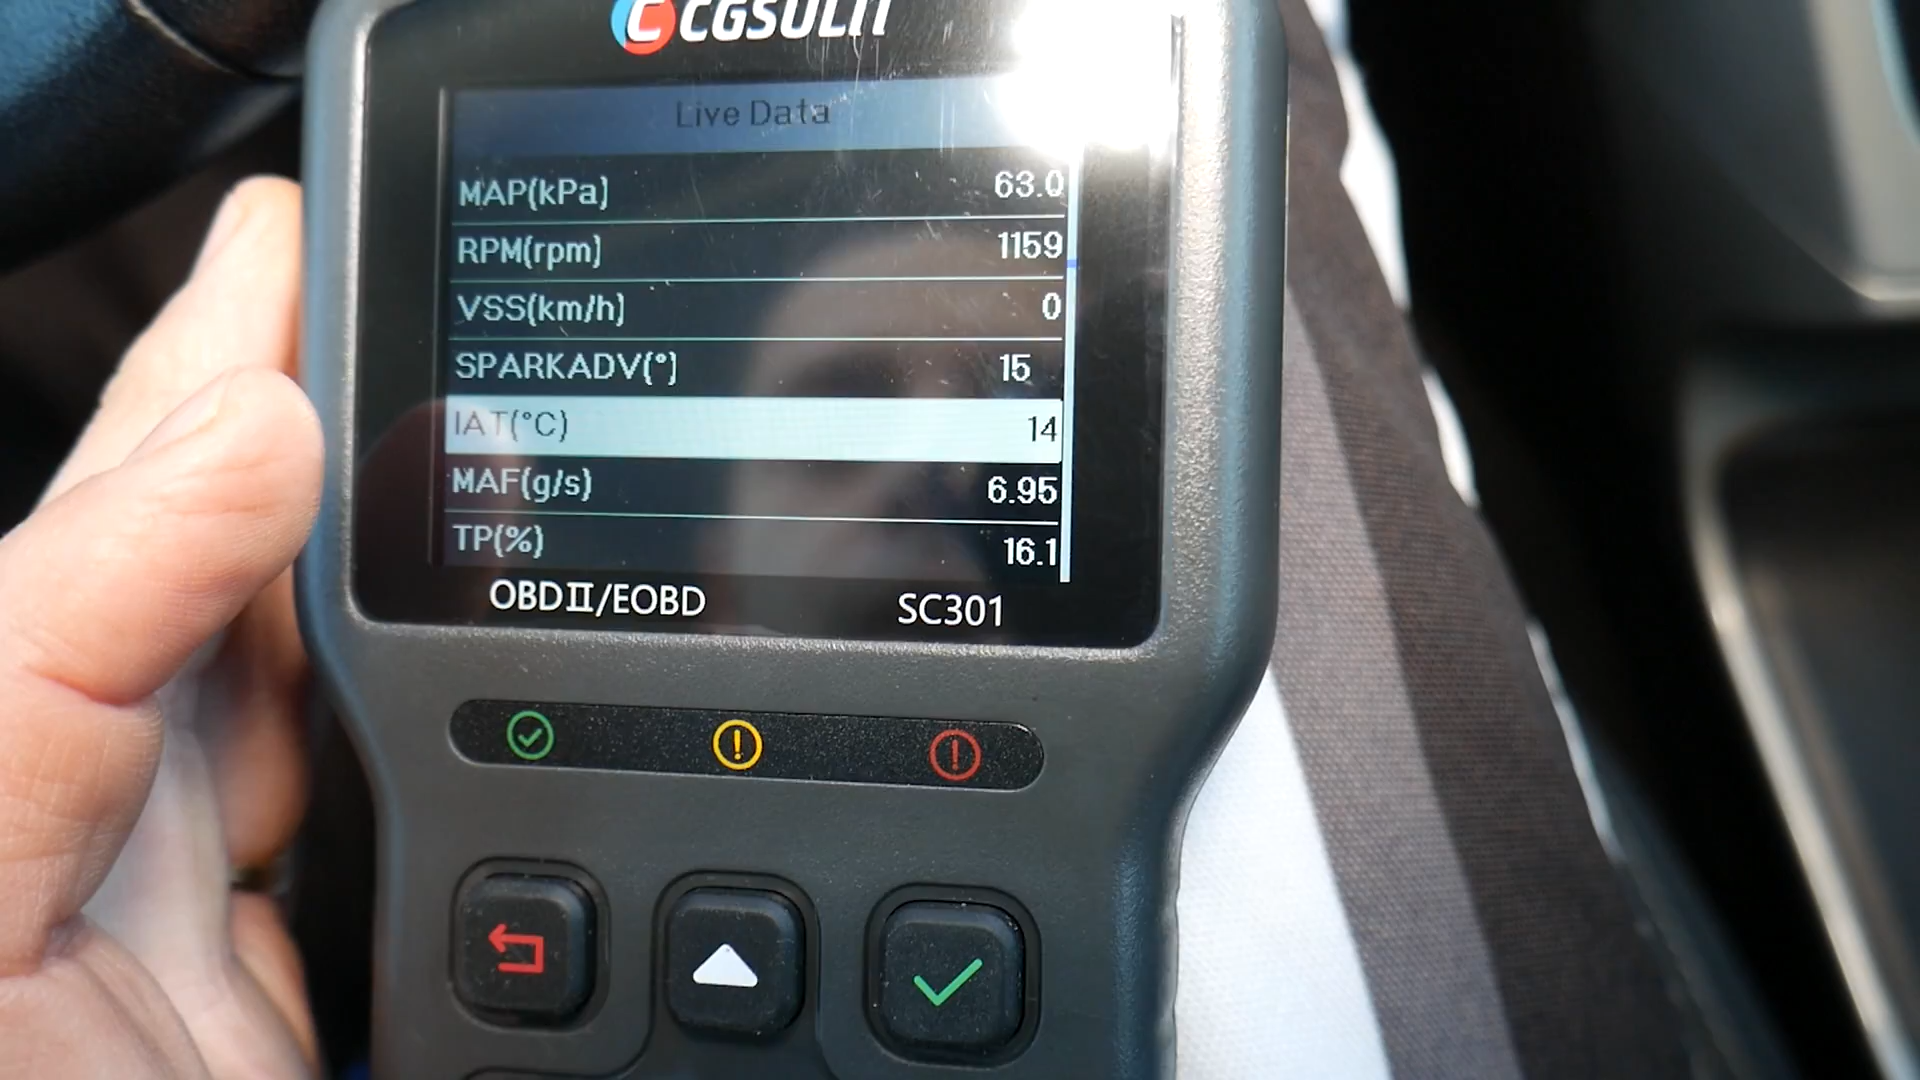 CGSULIT
Live Data
MAP(kPa) 63.0
RPM(rpm) 1159
VSS(km/h) 0
SPARKADV(°) 15
IAT(°C) 14
MAF(g/s) 6.95
TP(%) 16.1
OBDII/EOBD SC301